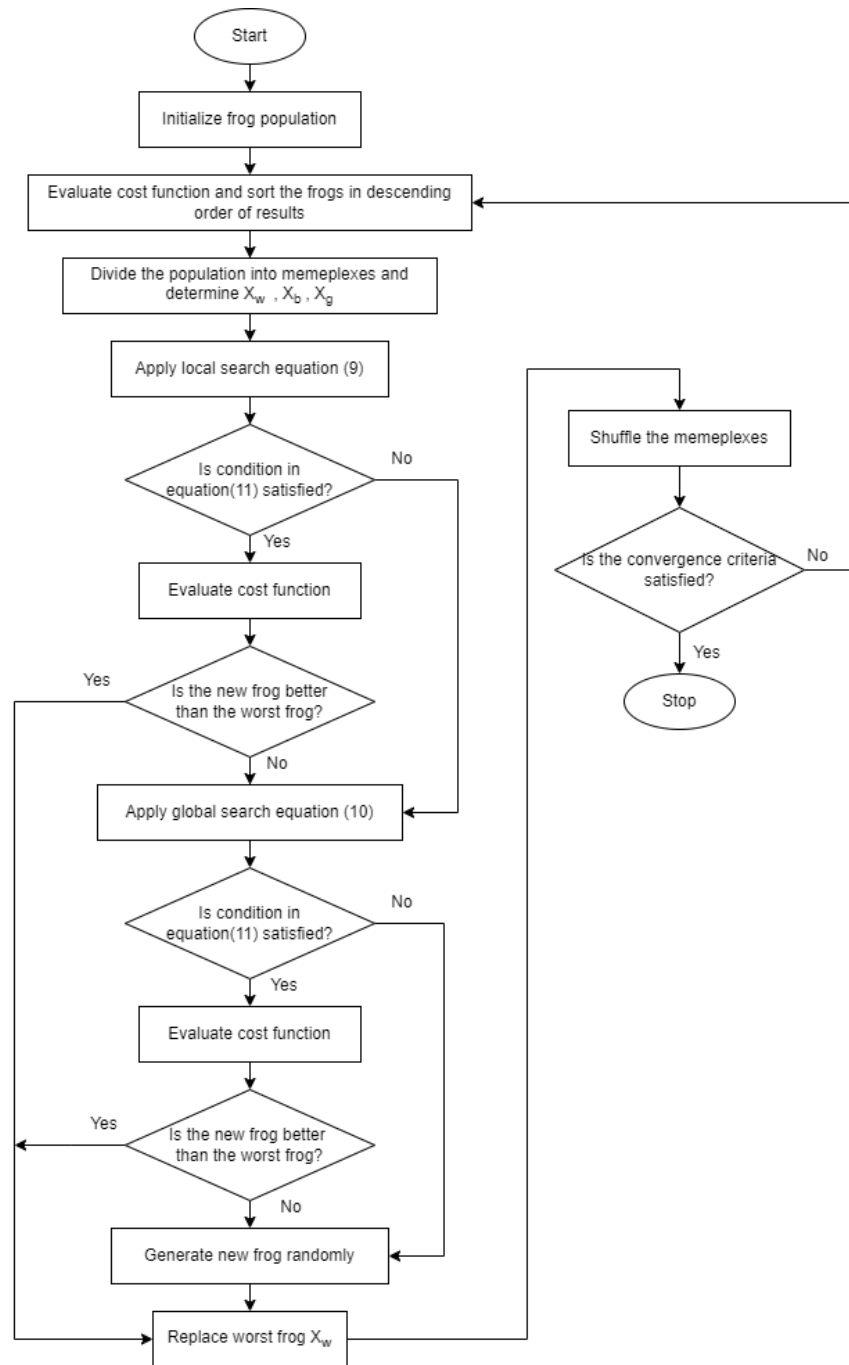 Start
Initialize frog population
Evaluate cost function and sort the frogs in descending
order of results
Divide the population into memeplexes and
determine X_w , X_b , X_g
Apply local search equation (9)
Is condition in
equation(11) satisfied?
No
Yes
Evaluate cost function
Is the new frog better
than the worst frog?
Yes
No
Apply global search equation (10)
Is condition in
equation(11) satisfied?
No
Yes
Evaluate cost function
Is the new frog better
than the worst frog?
Yes
No
Generate new frog randomly
Replace worst frog X_w
Shuffle the memeplexes
Is the convergence criteria
satisfied?
No
Yes
Stop